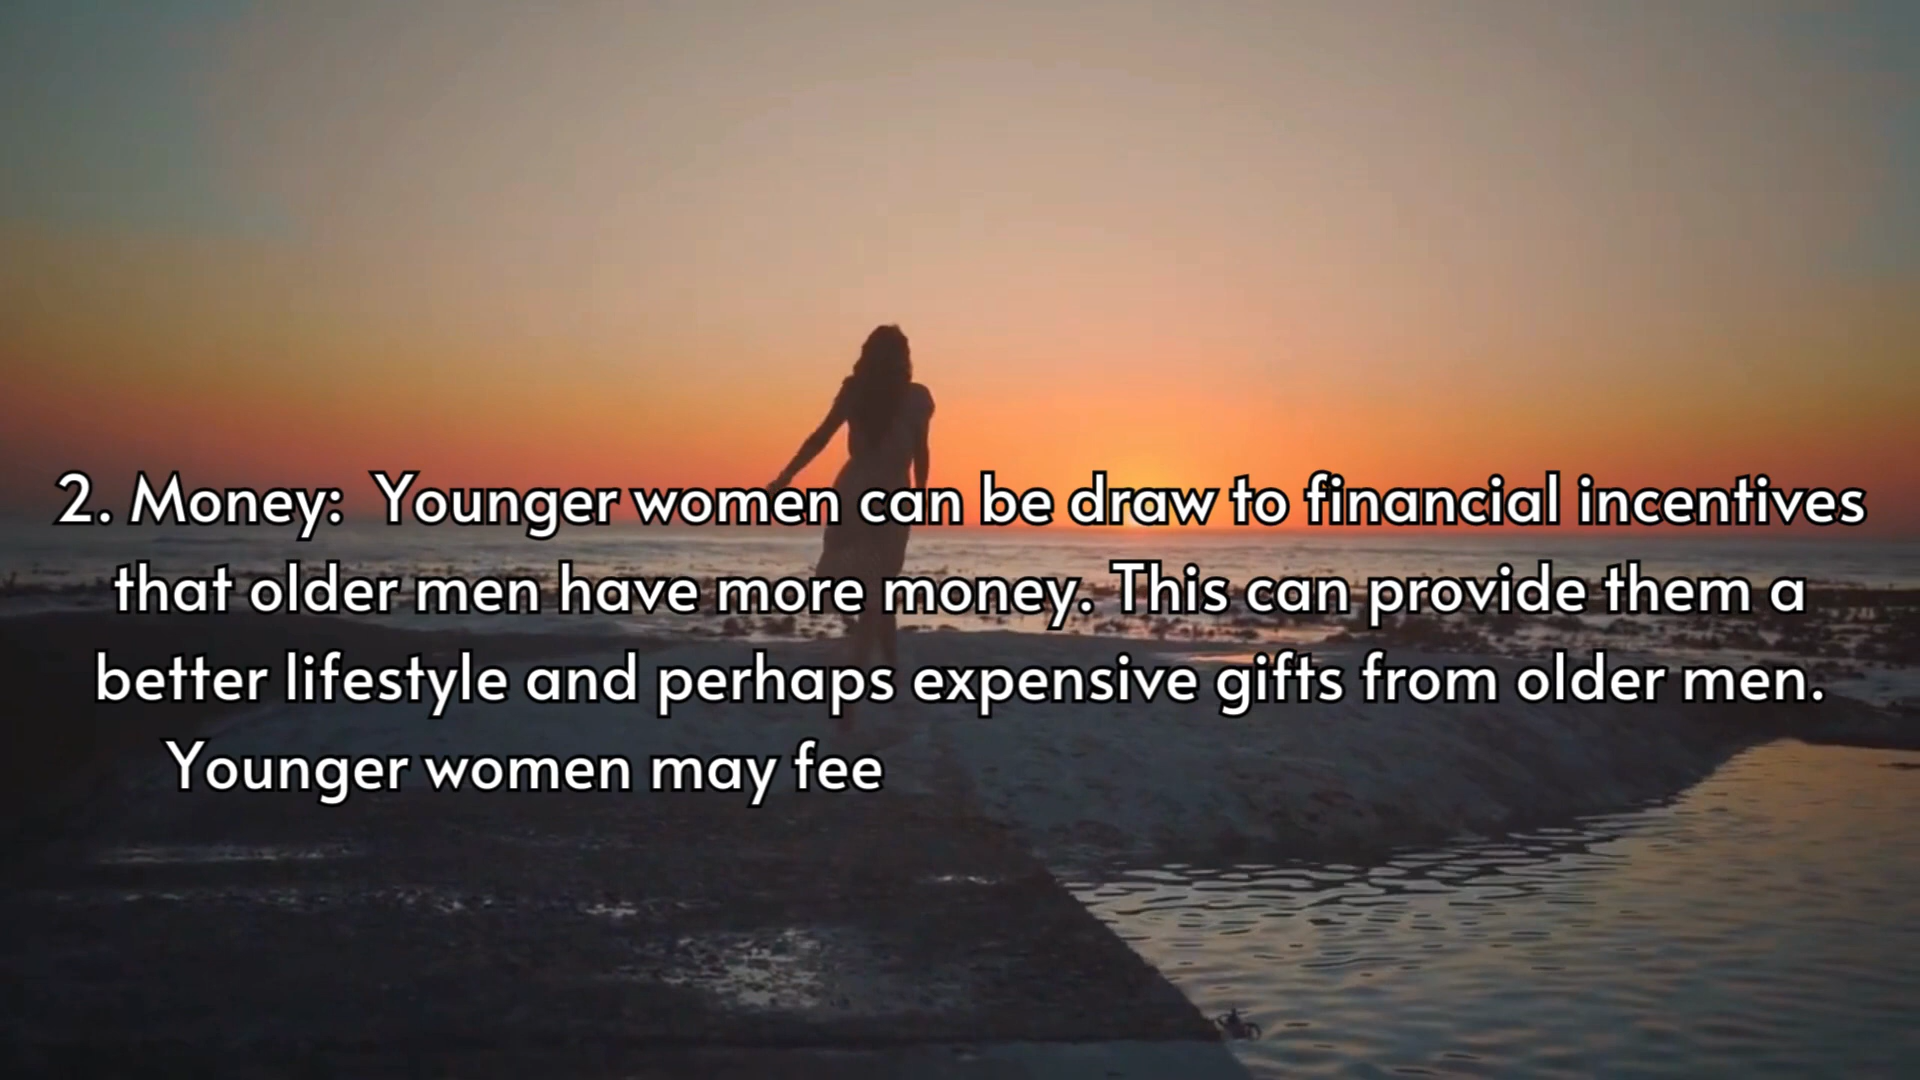 2. Money:  Younger women can be draw to financial incentives
that older men have more money. This can provide them a
better lifestyle and perhaps expensive gifts from older men.
Younger women may fee